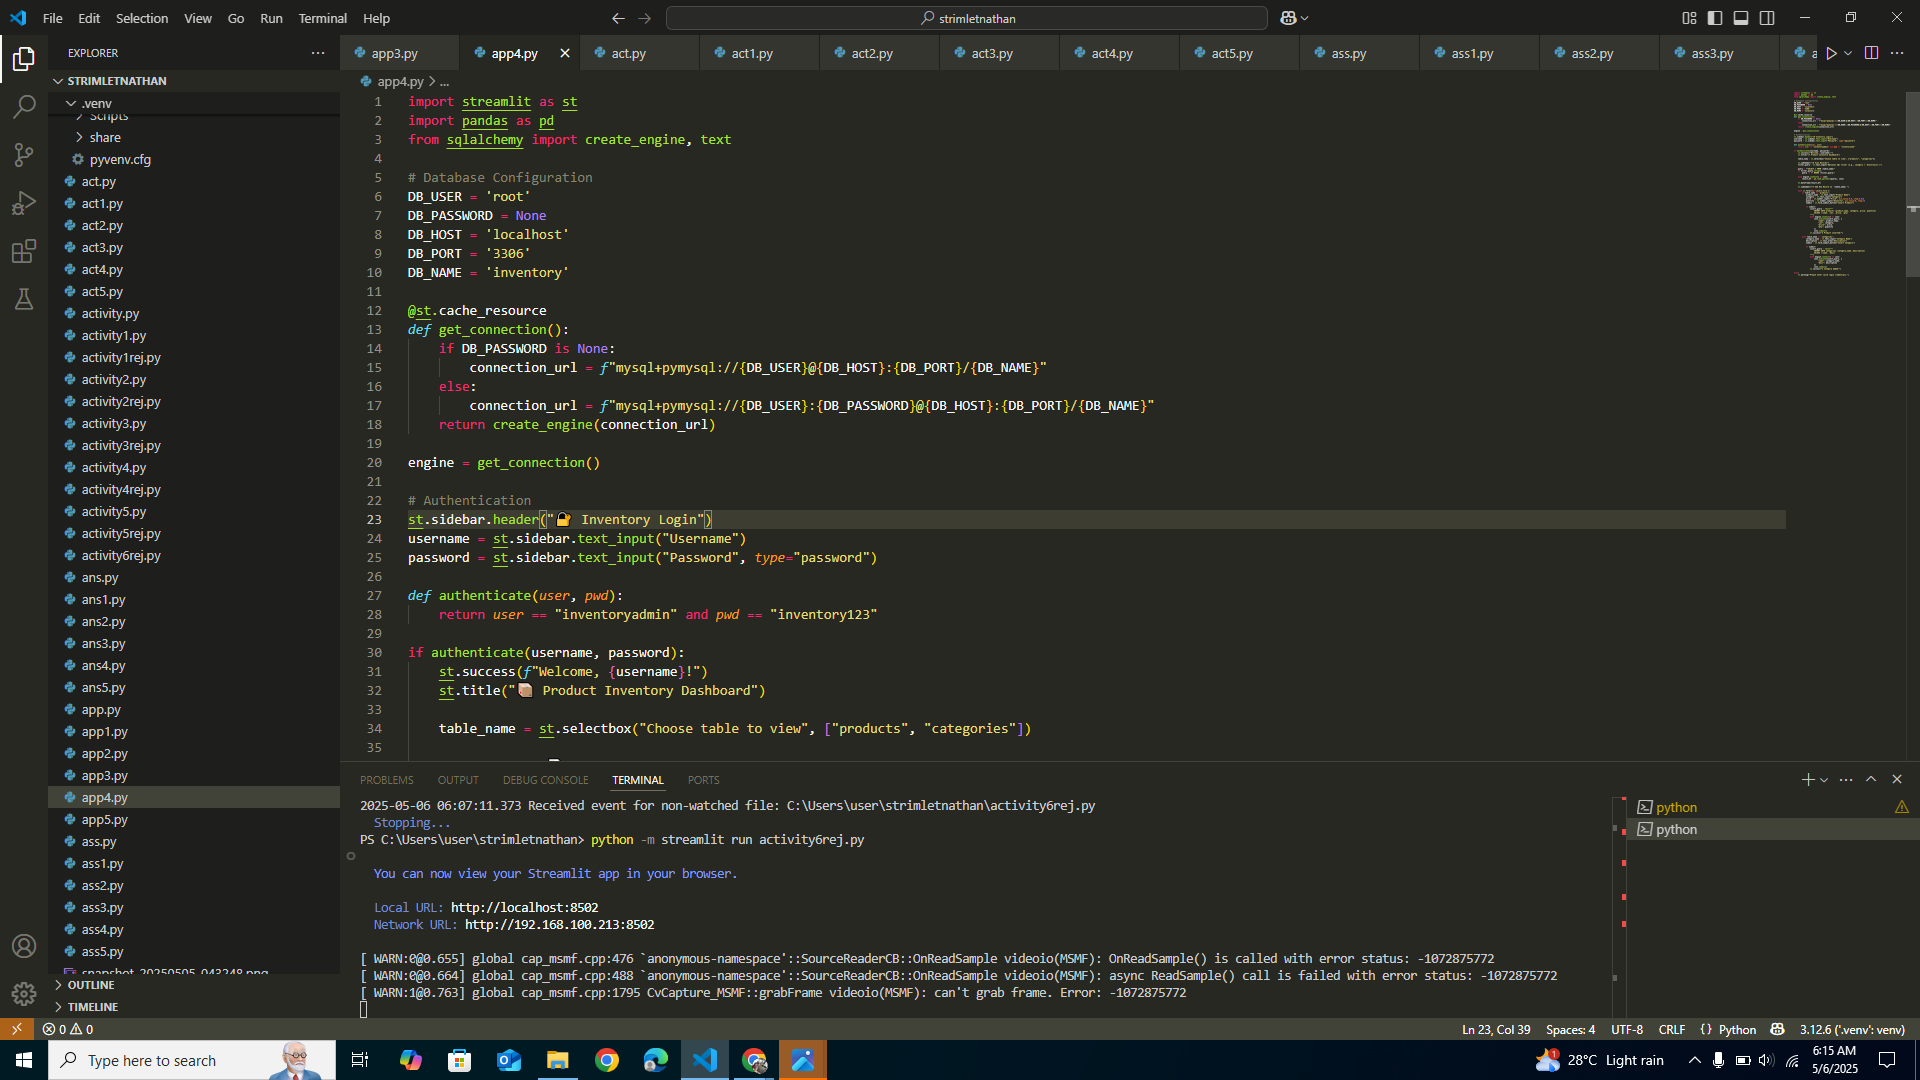 File Edit Selection View Go Run Terminal Help
strimletnathan
EXPLORER
STRIMLETNATHAN
.venv
Scripts
share
pyvenv.cfg
act.py
act1.py
act2.py
act3.py
act4.py
act5.py
activity.py
activity1.py
activity1rej.py
activity2.py
activity2rej.py
activity3.py
activity3rej.py
activity4.py
activity4rej.py
activity5.py
activity5rej.py
activity6rej.py
ans.py
ans1.py
ans2.py
ans3.py
ans4.py
ans5.py
app.py
app1.py
app2.py
app3.py
app4.py
app5.py
ass.py
ass1.py
ass2.py
ass3.py
ass4.py
ass5.py
snapshot_20250505_043248.png
OUTLINE
TIMELINE
app3.py app4.py act.py act1.py act2.py act3.py act4.py act5.py ass.py ass1.py ass2.py ass3.py a
app4.py > ...
1 import streamlit as st
2 import pandas as pd
3 from sqlalchemy import create_engine, text
4
5 # Database Configuration
6 DB_USER = 'root'
7 DB_PASSWORD = None
8 DB_HOST = 'localhost'
9 DB_PORT = '3306'
10 DB_NAME = 'inventory'
11
12 @st.cache_resource
13 def get_connection():
14 if DB_PASSWORD is None:
15 connection_url = f"mysql+pymysql://{DB_USER}@{DB_HOST}:{DB_PORT}/{DB_NAME}"
16 else:
17 connection_url = f"mysql+pymysql://{DB_USER}:{DB_PASSWORD}@{DB_HOST}:{DB_PORT}/{DB_NAME}"
18 return create_engine(connection_url)
19
20 engine = get_connection()
21
22 # Authentication
23 st.sidebar.header("🔐 Inventory Login")
24 username = st.sidebar.text_input("Username")
25 password = st.sidebar.text_input("Password", type="password")
26
27 def authenticate(user, pwd):
28 return user == "inventoryadmin" and pwd == "inventory123"
29
30 if authenticate(username, password):
31 st.success(f"Welcome, {username}!")
32 st.title("📦 Product Inventory Dashboard")
33
34 table_name = st.selectbox("Choose table to view", ["products", "categories"])
35
PROBLEMS OUTPUT DEBUG CONSOLE TERMINAL PORTS
2025-05-06 06:07:11.373 Received event for non-watched file: C:\Users\user\strimletnathan\activity6rej.py
Stopping...
PS C:\Users\user\strimletnathan> python -m streamlit run activity6rej.py
You can now view your Streamlit app in your browser.
Local URL: http://localhost:8502
Network URL: http://192.168.100.213:8502
[ WARN:0@0.655] global cap_msmf.cpp:476 `anonymous-namespace'::SourceReaderCB::OnReadSample videoio(MSMF): OnReadSample() is called with error status: -1072875772
[ WARN:0@0.664] global cap_msmf.cpp:488 `anonymous-namespace'::SourceReaderCB::OnReadSample videoio(MSMF): async ReadSample() call is failed with error status: -1072875772
[ WARN:1@0.763] global cap_msmf.cpp:1795 CvCapture_MSMF::grabFrame videoio(MSMF): can't grab frame. Error: -1072875772
python
python
0 0
Ln 23, Col 39 Spaces: 4 UTF-8 CRLF {} Python 3.12.6 ('.venv': venv)
Type here to search
1 28°C Light rain
6:15 AM
5/6/2025